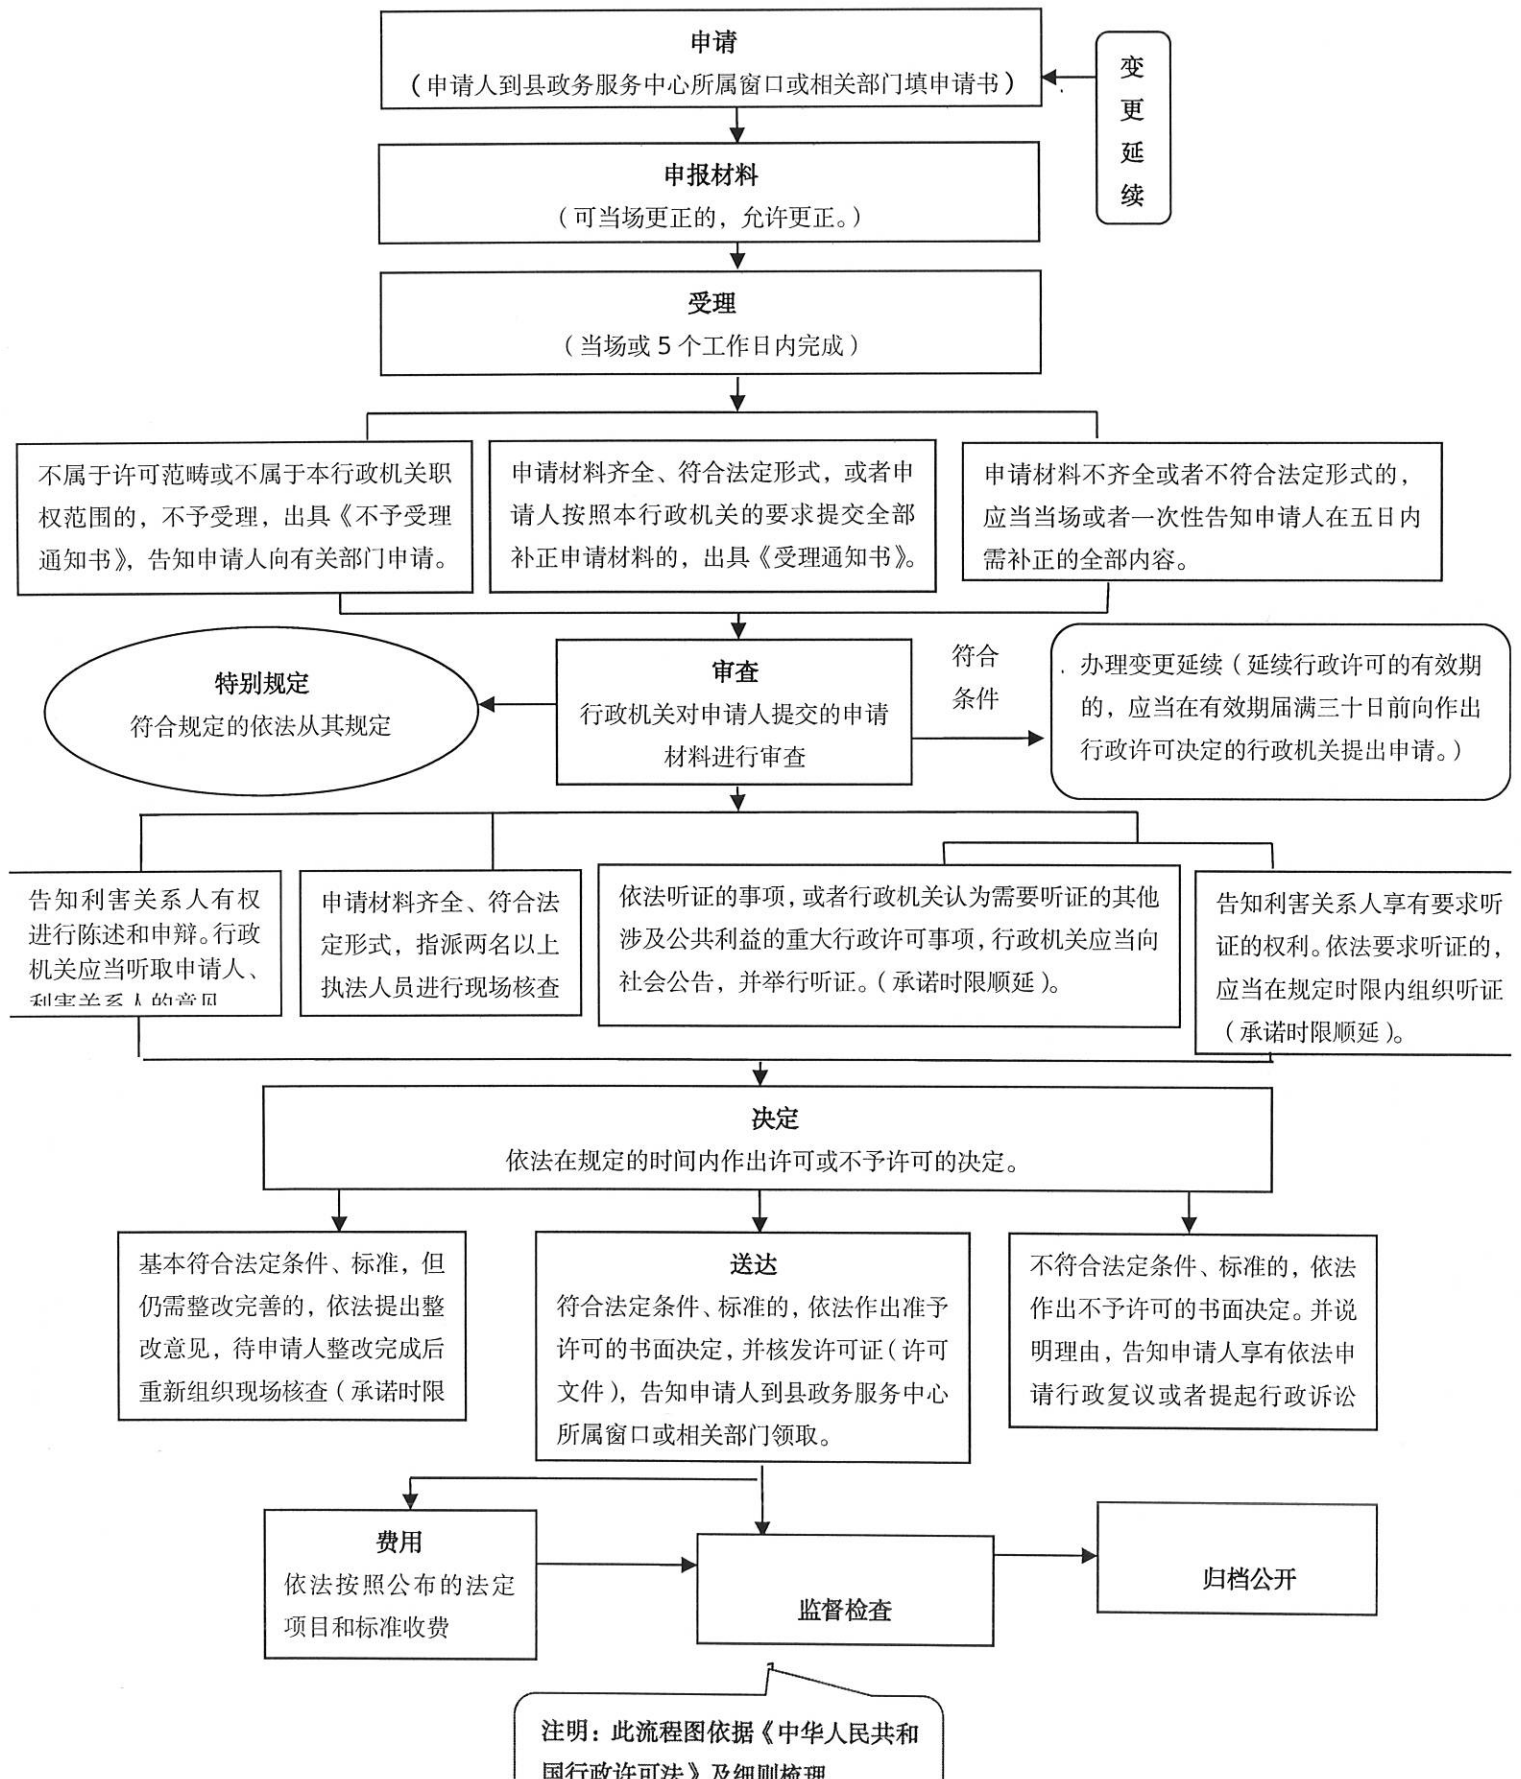 申请
（申请人到县政务服务中心所属窗口或相关部门填申请书）
变
更
延
续
申报材料
（可当场更正的，允许更正。）
受理
（当场或 5 个工作日内完成）
不属于许可范畴或不属于本行政机关职
权范围的，不予受理，出具《不予受理
通知书》，告知申请人向有关部门申请。
申请材料齐全、符合法定形式，或者申
请人按照本行政机关的要求提交全部
补正申请材料的，出具《受理通知书》。
申请材料不齐全或者不符合法定形式的，
应当当场或者一次性告知申请人在五日内
需补正的全部内容。
特别规定
符合规定的依法从其规定
审查
行政机关对申请人提交的申请
材料进行审查
符合
条件
办理变更延续（延续行政许可的有效期
的，应当在有效期届满三十日前向作出
行政许可决定的行政机关提出申请。）
告知利害关系人有权
进行陈述和申辩。行政
机关应当听取申请人、
利害关系人的意见
申请材料齐全、符合法
定形式，指派两名以上
执法人员进行现场核查
依法听证的事项，或者行政机关认为需要听证的其他
涉及公共利益的重大行政许可事项，行政机关应当向
社会公告，并举行听证。（承诺时限顺延）。
告知利害关系人享有要求听
证的权利。依法要求听证的，
应当在规定时限内组织听证
（承诺时限顺延）。
决定
依法在规定的时间内作出许可或不予许可的决定。
基本符合法定条件、标准，但
仍需整改完善的，依法提出整
改意见，待申请人整改完成后
重新组织现场核查（承诺时限
送达
符合法定条件、标准的，依法作出准予
许可的书面决定，并核发许可证（许可
文件），告知申请人到县政务服务中心
所属窗口或相关部门领取。
不符合法定条件、标准的，依法
作出不予许可的书面决定。并说
明理由，告知申请人享有依法申
请行政复议或者提起行政诉讼
费用
依法按照公布的法定
项目和标准收费
监督检查
归档公开
注明：此流程图依据《中华人民共和
国行政许可法》及细则梳理